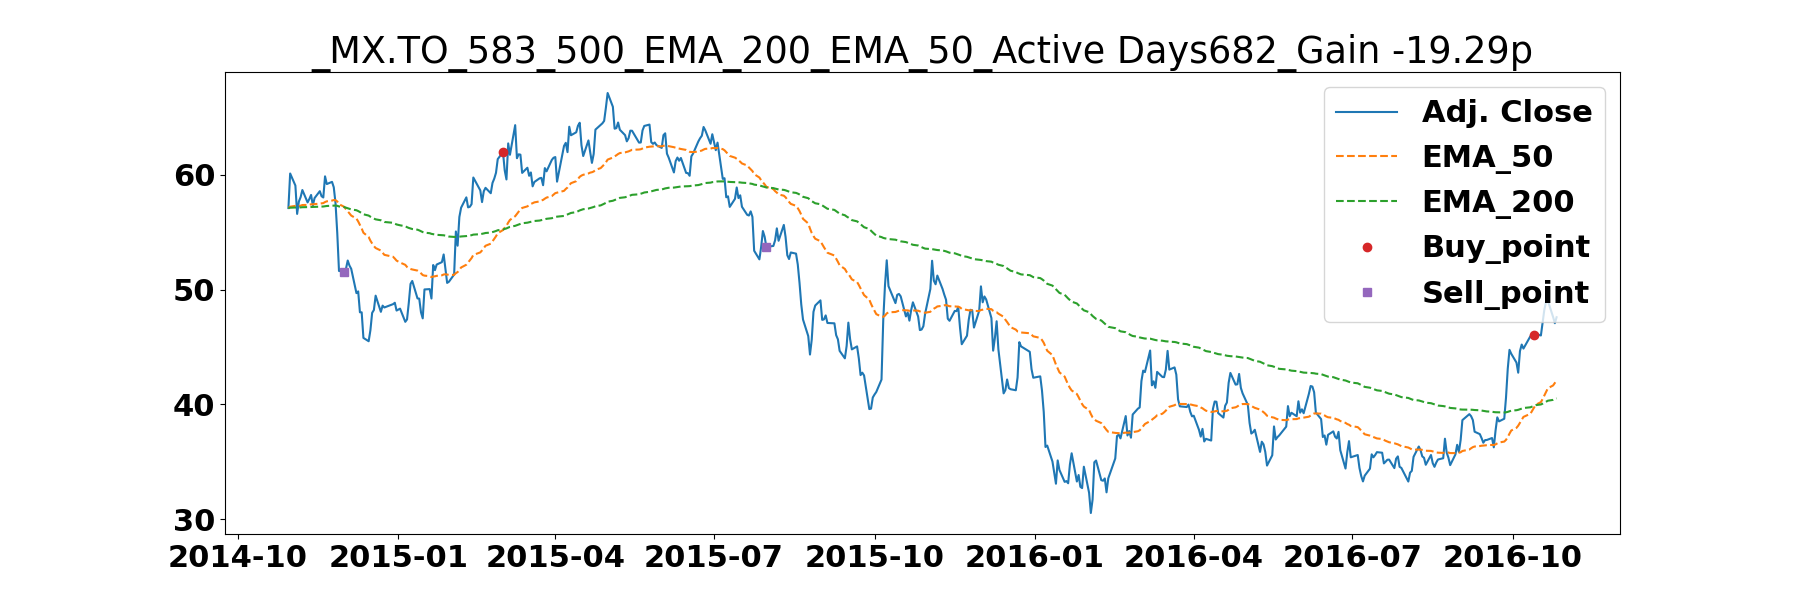 _MX.TO_583_500_EMA_200_EMA_50_Active Days682_Gain -19.29p
Adj. Close
EMA_50
EMA_200
Buy_point
Sell_point
60
50
40
30
2014-10 2015-01 2015-04 2015-07 2015-10 2016-01 2016-04 2016-07 2016-10